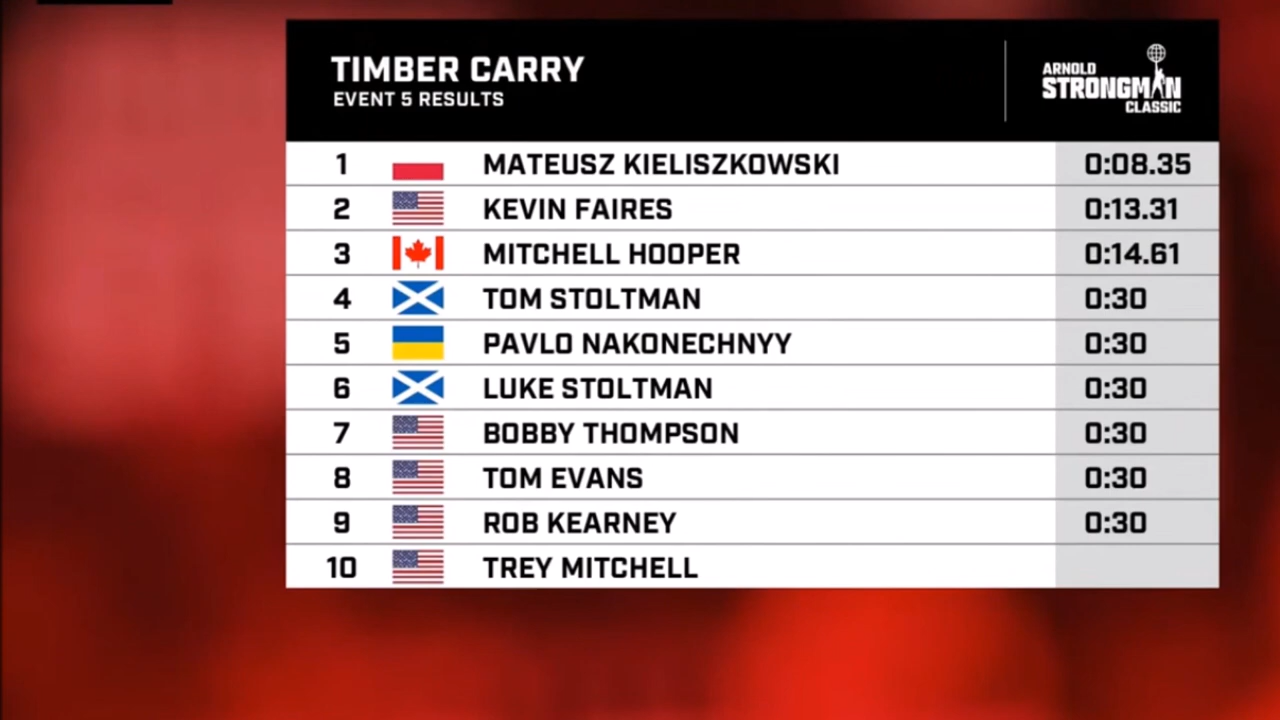 TIMBER CARRY
EVENT 5 RESULTS
ARNOLD
STRONGMAN
CLASSIC
1 MATEUSZ KIELISZKOWSKI 0:08.35
2 KEVIN FAIRES 0:13.31
3 MITCHELL HOOPER 0:14.61
4 TOM STOLTMAN 0:30
5 PAVLO NAKONECHNYY 0:30
6 LUKE STOLTMAN 0:30
7 BOBBY THOMPSON 0:30
8 TOM EVANS 0:30
9 ROB KEARNEY 0:30
10 TREY MITCHELL